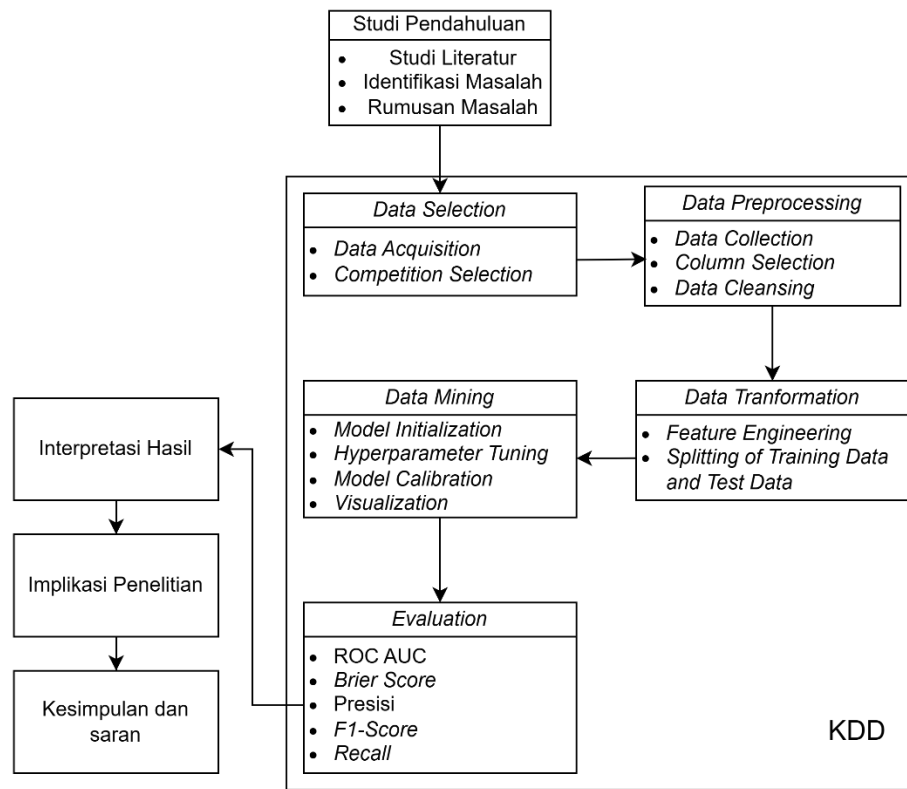 Studi Pendahuluan
• Studi Literatur
• Identifikasi Masalah
• Rumusan Masalah
Data Selection
• Data Acquisition
• Competition Selection
Data Preprocessing
• Data Collection
• Column Selection
• Data Cleansing
Data Tranformation
• Feature Engineering
• Splitting of Training Data
and Test Data
Data Mining
• Model Initialization
• Hyperparameter Tuning
• Model Calibration
• Visualization
Evaluation
• ROC AUC
• Brier Score
• Presisi
• F1-Score
• Recall
KDD
Interpretasi Hasil
Implikasi Penelitian
Kesimpulan dan
saran